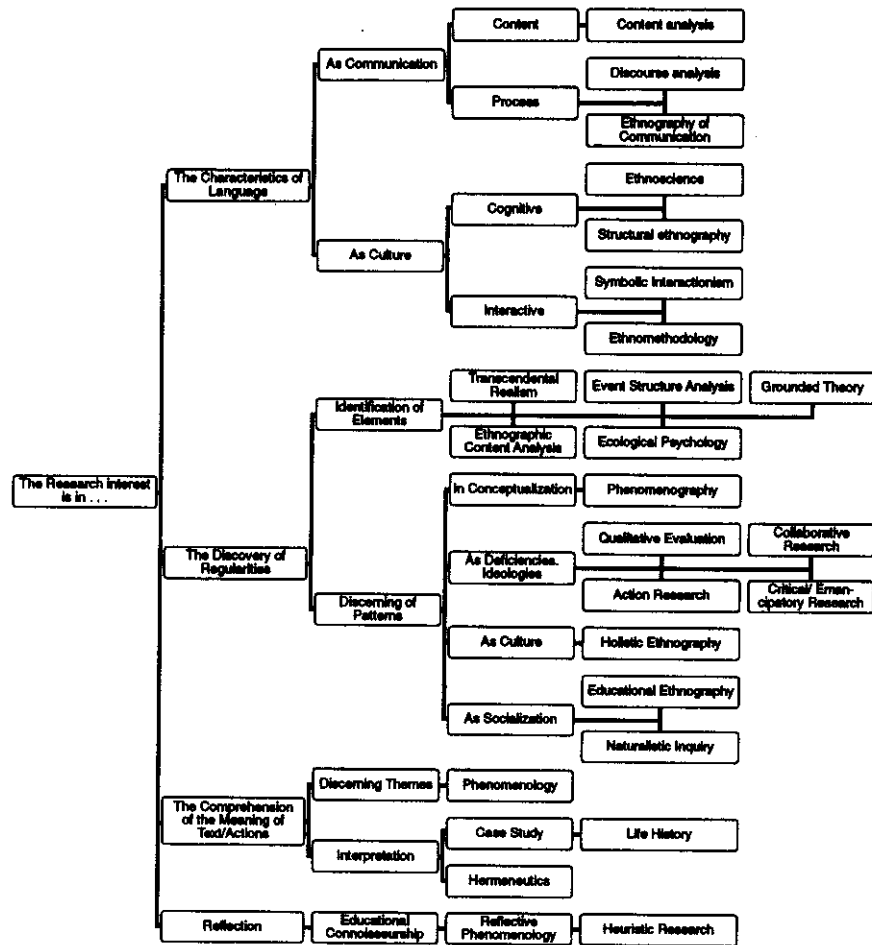 Content
Content analysis
As Communication
Discourse analysis
Process
Ethnography of
Communication
The Characteristics of
Language
Ethnoscience
Cognitive
Structural ethnography
As Culture
Symbolic Interactionism
Interactive
Ethnomethodology
Transcendental
Realism
Event Structure Analysis
Grounded Theory
Identification of
Elements
Ethnographic
Content Analysis
Ecological Psychology
The Research interest
is in . . .
In Conceptualization
Phenomenography
The Discovery of
Regularities
Qualitative Evaluation
Collaborative
Research
As Deficiencies.
Ideologies
Action Research
Critical/ Eman-
cipatory Research
Discerning of
Patterns
As Culture
Holistic Ethnography
Educational Ethnography
As Socialization
Naturalistic Inquiry
Discerning Themes
Phenomenology
The Comprehension
of the Meaning of
Text/Actions
Case Study
Life History
Interpretation
Hermeneutics
Reflection
Educational
Connoisseurship
Reflective
Phenomenology
Heuristic Research